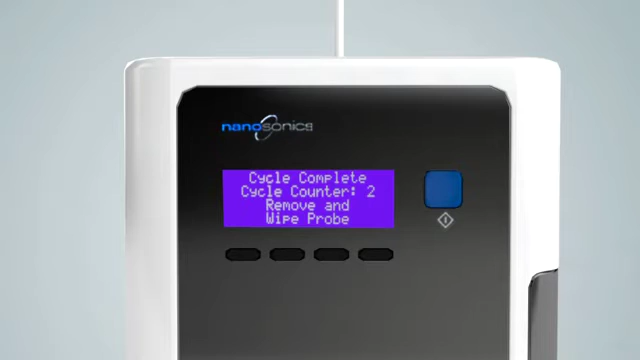 nanosonics
Cycle Complete
Cycle Counter: 2
Remove and
Wipe Probe